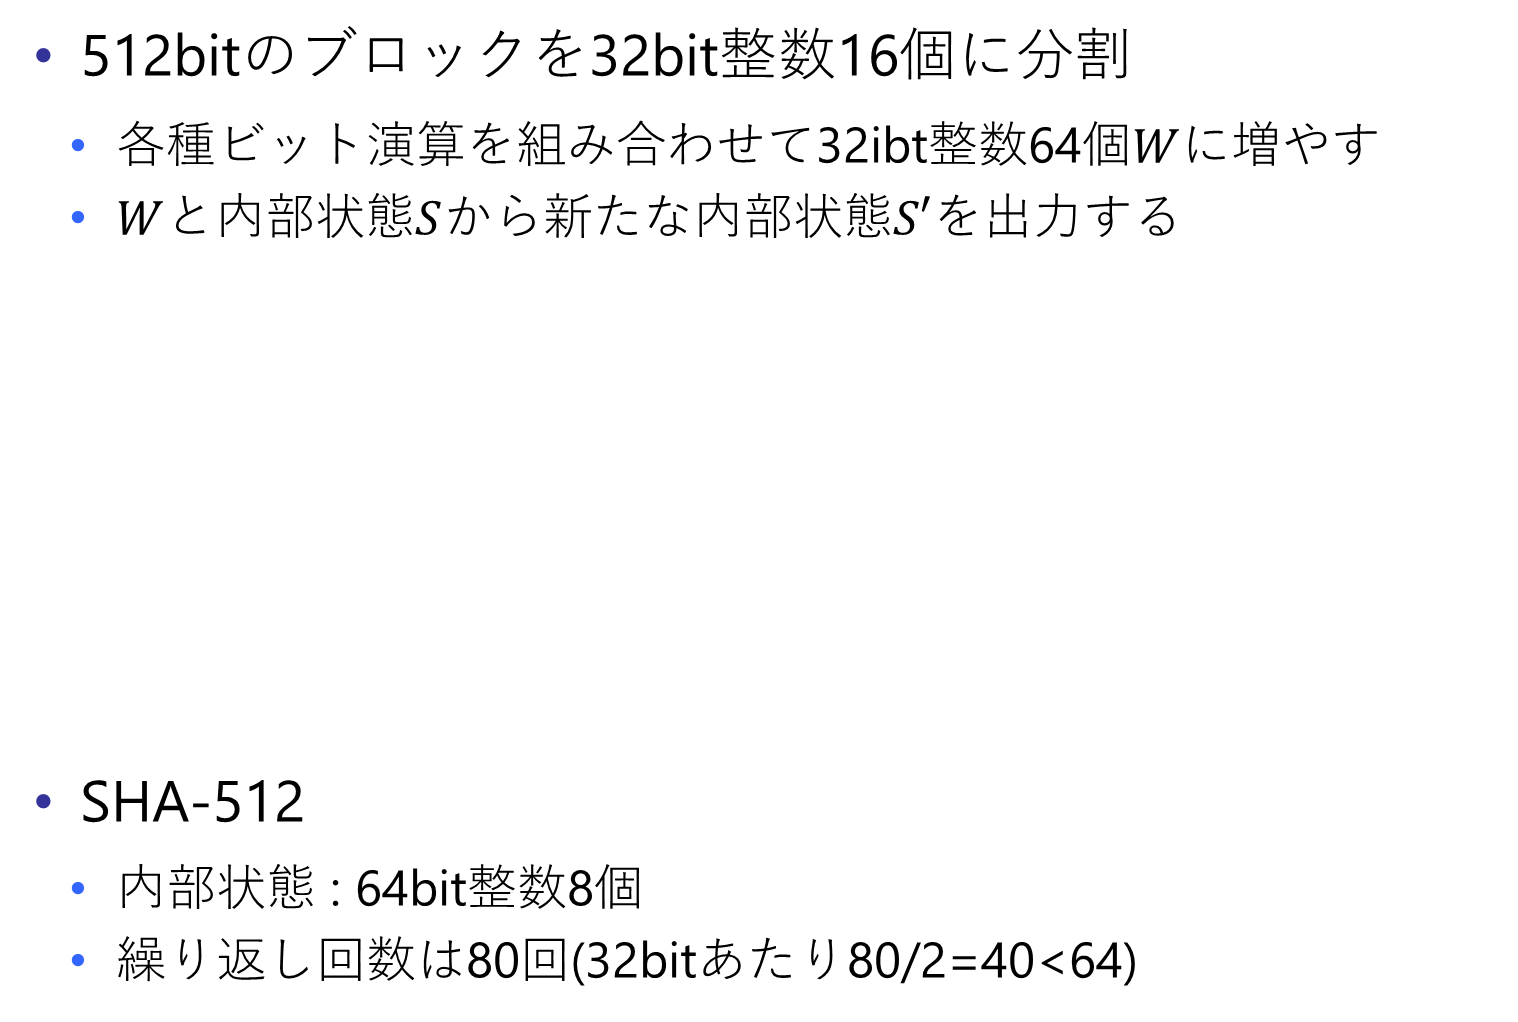 • 512bitのブロックを32bit整数16個に分割
• 各種ビット演算を組み合わせて32ibt整数64個Wに増やす
• Wと内部状態Sから新たな内部状態S′を出力する
• SHA-512
• 内部状態 : 64bit整数8個
• 繰り返し回数は80回(32bitあたり80/2=40<64)